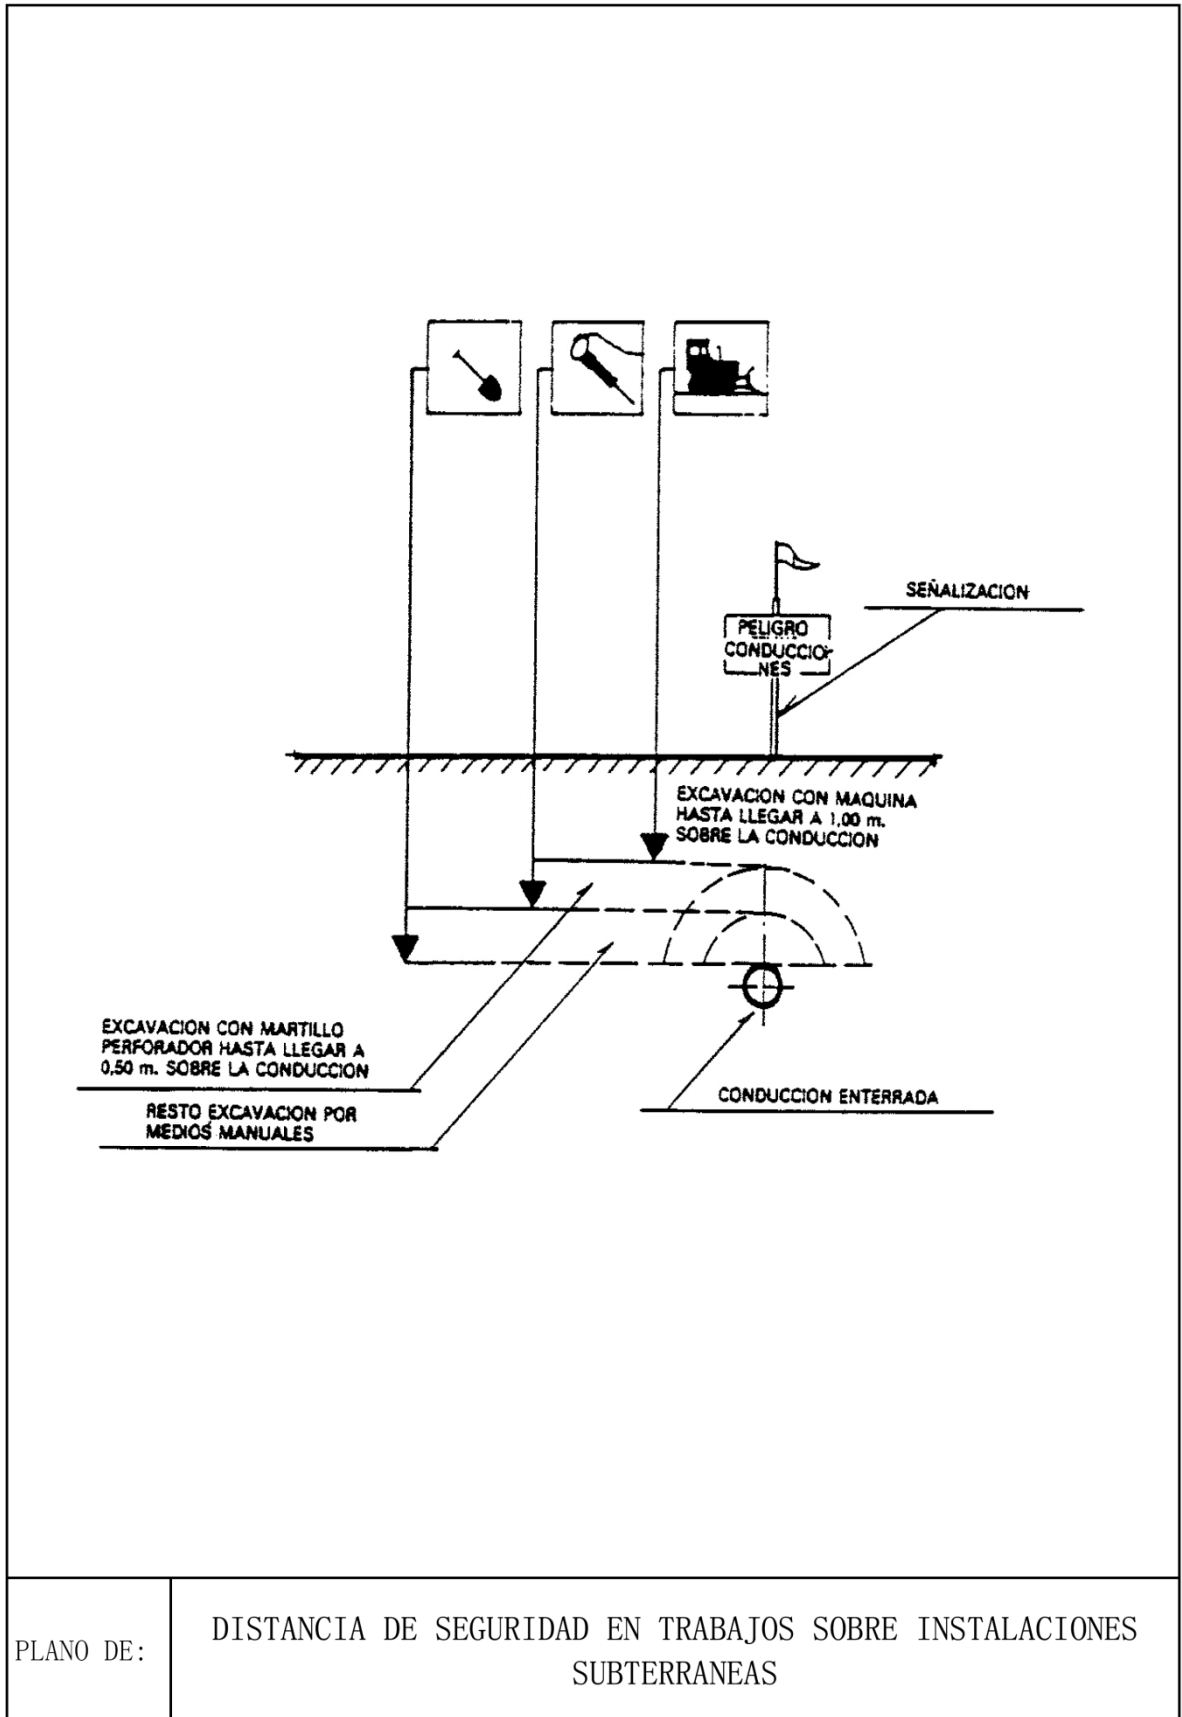 SEÑALIZACION
PELIGRO
CONDUCCIO-
NES
EXCAVACION CON MAQUINA
HASTA LLEGAR A 1,00 m.
SOBRE LA CONDUCCION
EXCAVACION CON MARTILLO
PERFORADOR HASTA LLEGAR A
0,50 m. SOBRE LA CONDUCCION
RESTO EXCAVACION POR
MEDIOS MANUALES
CONDUCCION ENTERRADA
PLANO DE:
DISTANCIA DE SEGURIDAD EN TRABAJOS SOBRE INSTALACIONES
SUBTERRANEAS